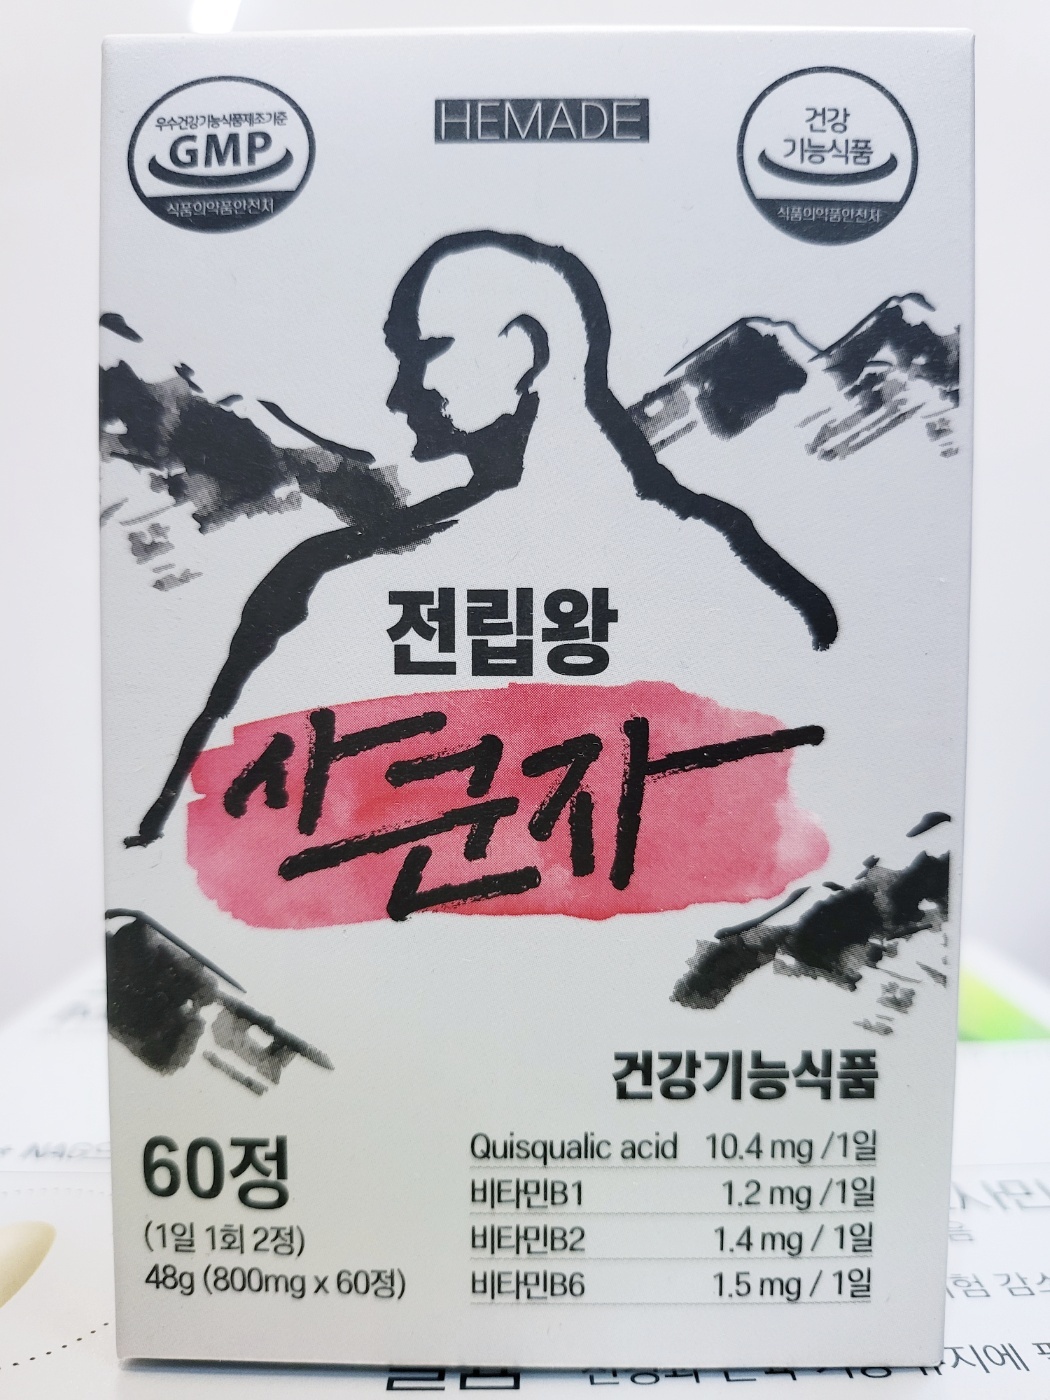 우수건강기능식품제조기준
GMP
식품의약품안전처
HEMADE
건강
기능식품
식품의약품안전처
전립왕
사군자
건강기능식품
60정
(1일 1회 2정)
48g (800mg x 60정)
Quisqualic acid 10.4 mg /1일
비타민B1 1.2 mg /1일
비타민B2 1.4 mg / 1일
비타민B6 1.5 mg / 1일